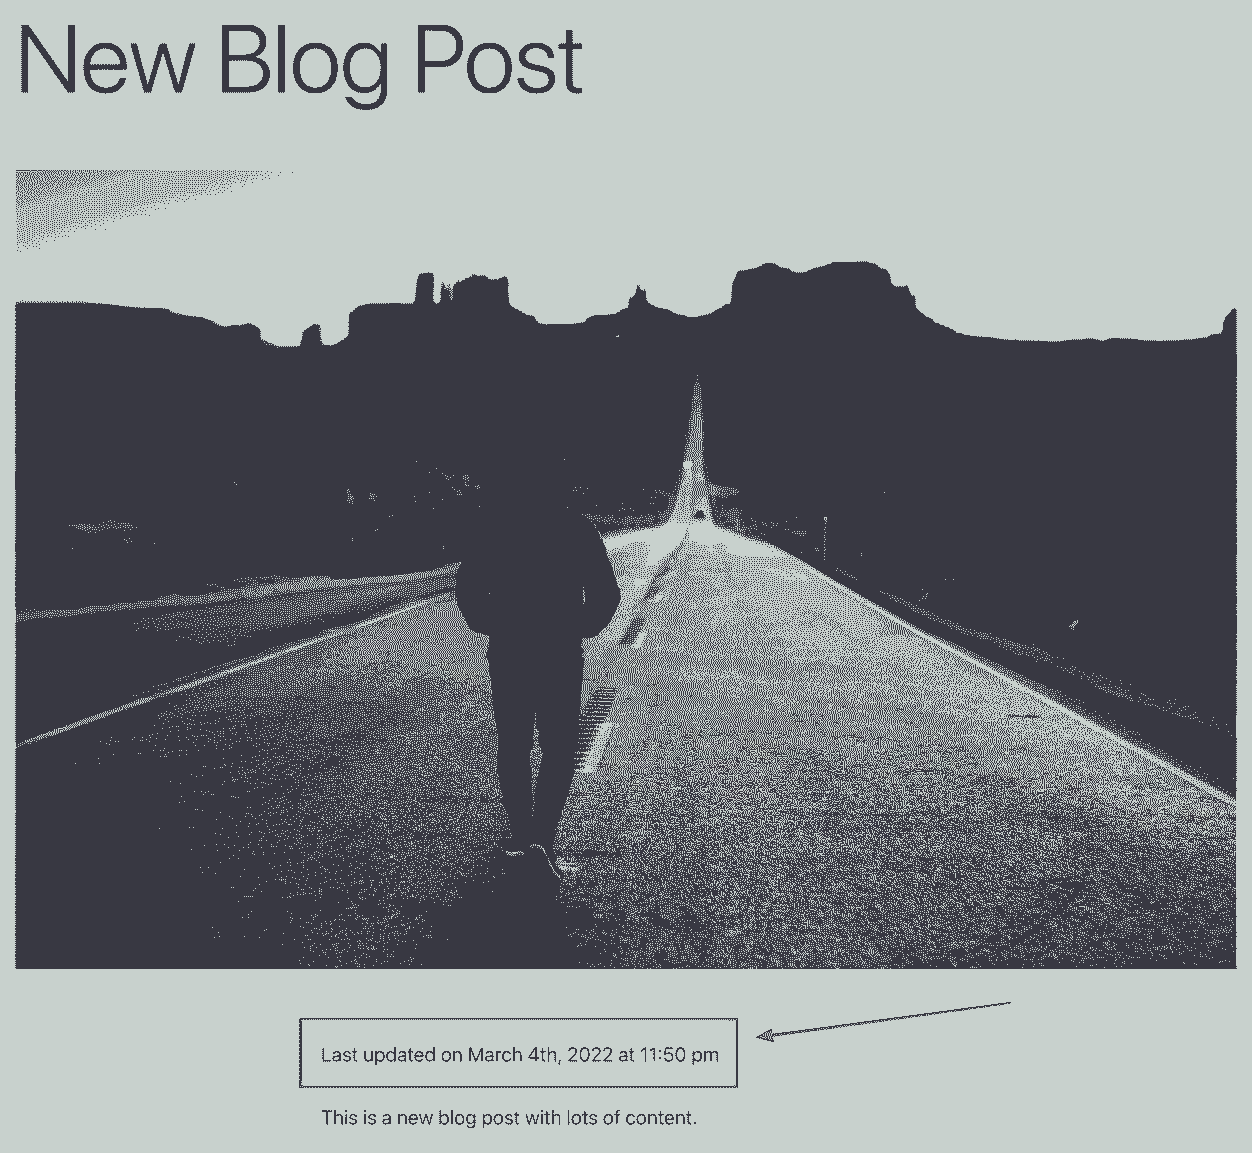 New Blog Post
Last updated on March 4th, 2022 at 11:50 pm
This is a new blog post with lots of content.